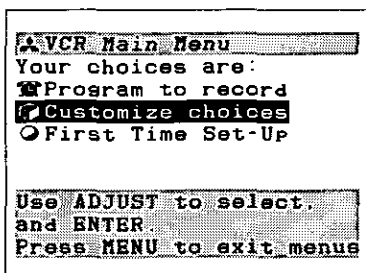 VCR Main Menu
Your choices are:
Program to record
Customize choices
First Time Set-Up
Use ADJUST to select,
and ENTER.
Press MENU to exit menus